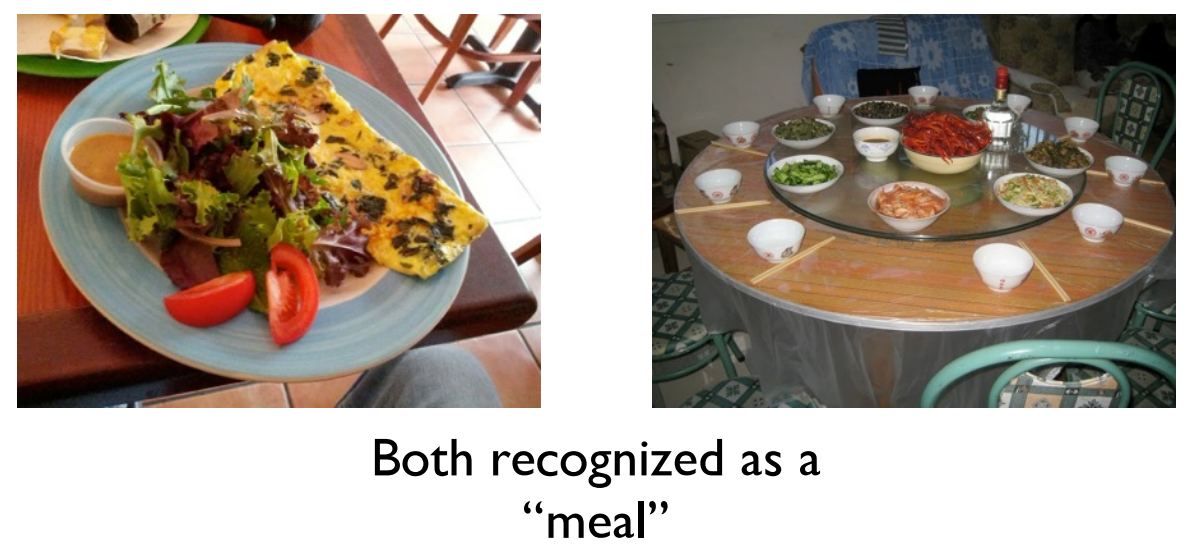 Both recognized as a
“meal”